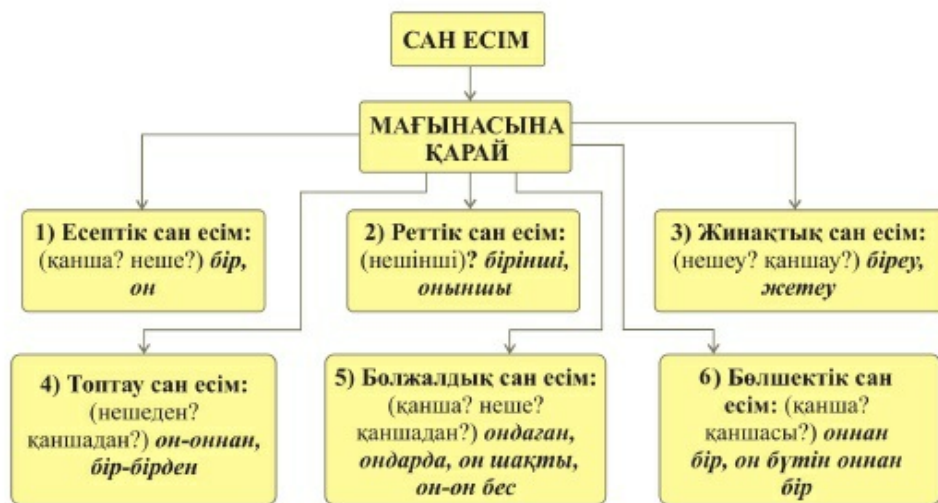 САН ЕСІМ
МАҒЫНАСЫНА
ҚАРАЙ
1) Есептік сан есім:
(қанша? неше?) бір,
он
2) Реттік сан есім:
(нешінші)? бірінші,
оныншы
3) Жинақтық сан есім:
(нешеу? қаншау?) біреу,
жетеу
4) Топтау сан есім:
(нешеден?
қаншадан?) он-оннан,
бір-бірден
5) Болжалдық сан есім:
(қанша? неше?
қаншадан?) ондаған,
ондарда, он шақты,
он-он бес
6) Бөлшектік сан
есім: (қанша?
қаншасы?) оннан
бір, он бүтін оннан
бір